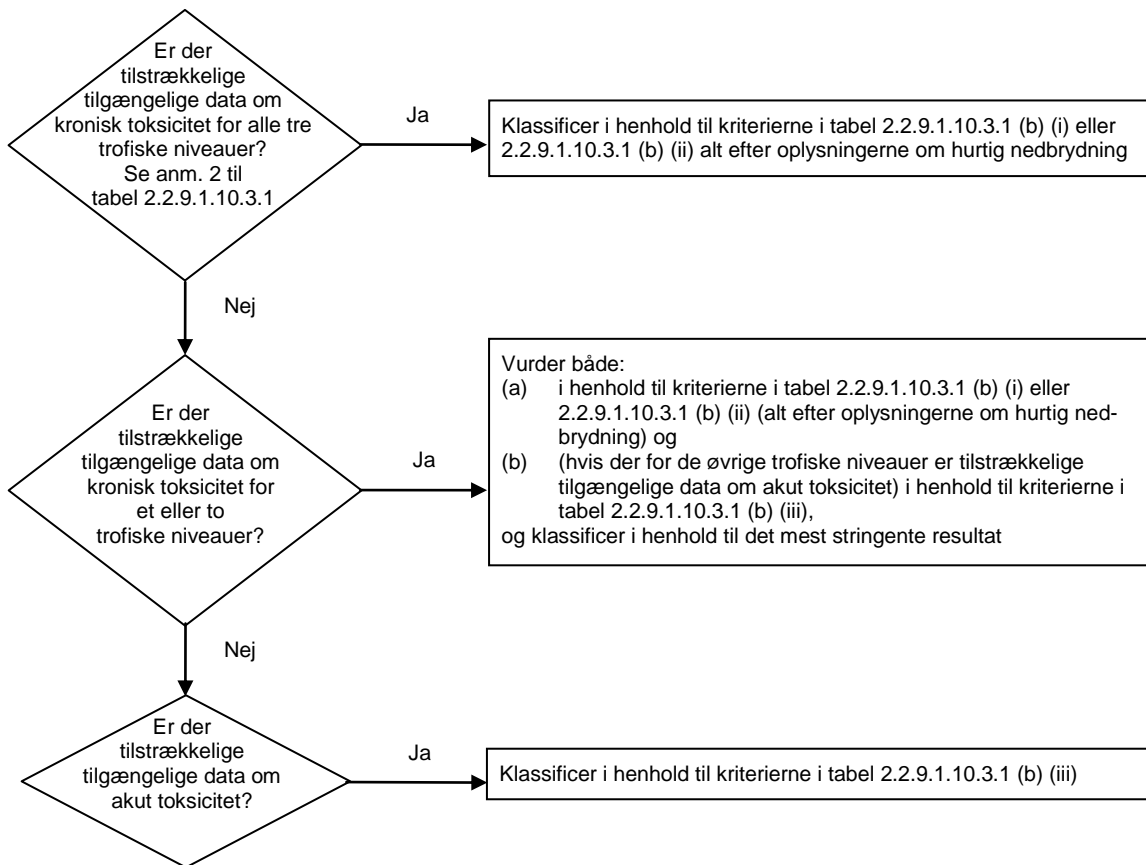 Er der
tilstrækkelige
tilgængelige data om
kronisk toksicitet for alle tre
trofiske niveauer?
Se anm. 2 til
tabel 2.2.9.1.10.3.1
Ja
Klassificer i henhold til kriterierne i tabel 2.2.9.1.10.3.1 (b) (i) eller
2.2.9.1.10.3.1 (b) (ii) alt efter oplysningerne om hurtig nedbrydning
Nej
Er der
tilstrækkelige
tilgængelige data om
kronisk toksicitet for
et eller to
trofiske niveauer?
Ja
Vurder både:
(a) i henhold til kriterierne i tabel 2.2.9.1.10.3.1 (b) (i) eller
2.2.9.1.10.3.1 (b) (ii) (alt efter oplysningerne om hurtig ned-
brydning) og
(b) (hvis der for de øvrige trofiske niveauer er tilstrækkelige
tilgængelige data om akut toksicitet) i henhold til kriterierne i
tabel 2.2.9.1.10.3.1 (b) (iii),
og klassificer i henhold til det mest stringente resultat
Nej
Er der
tilstrækkelige
tilgængelige data om
akut toksicitet?
Ja
Klassificer i henhold til kriterierne i tabel 2.2.9.1.10.3.1 (b) (iii)